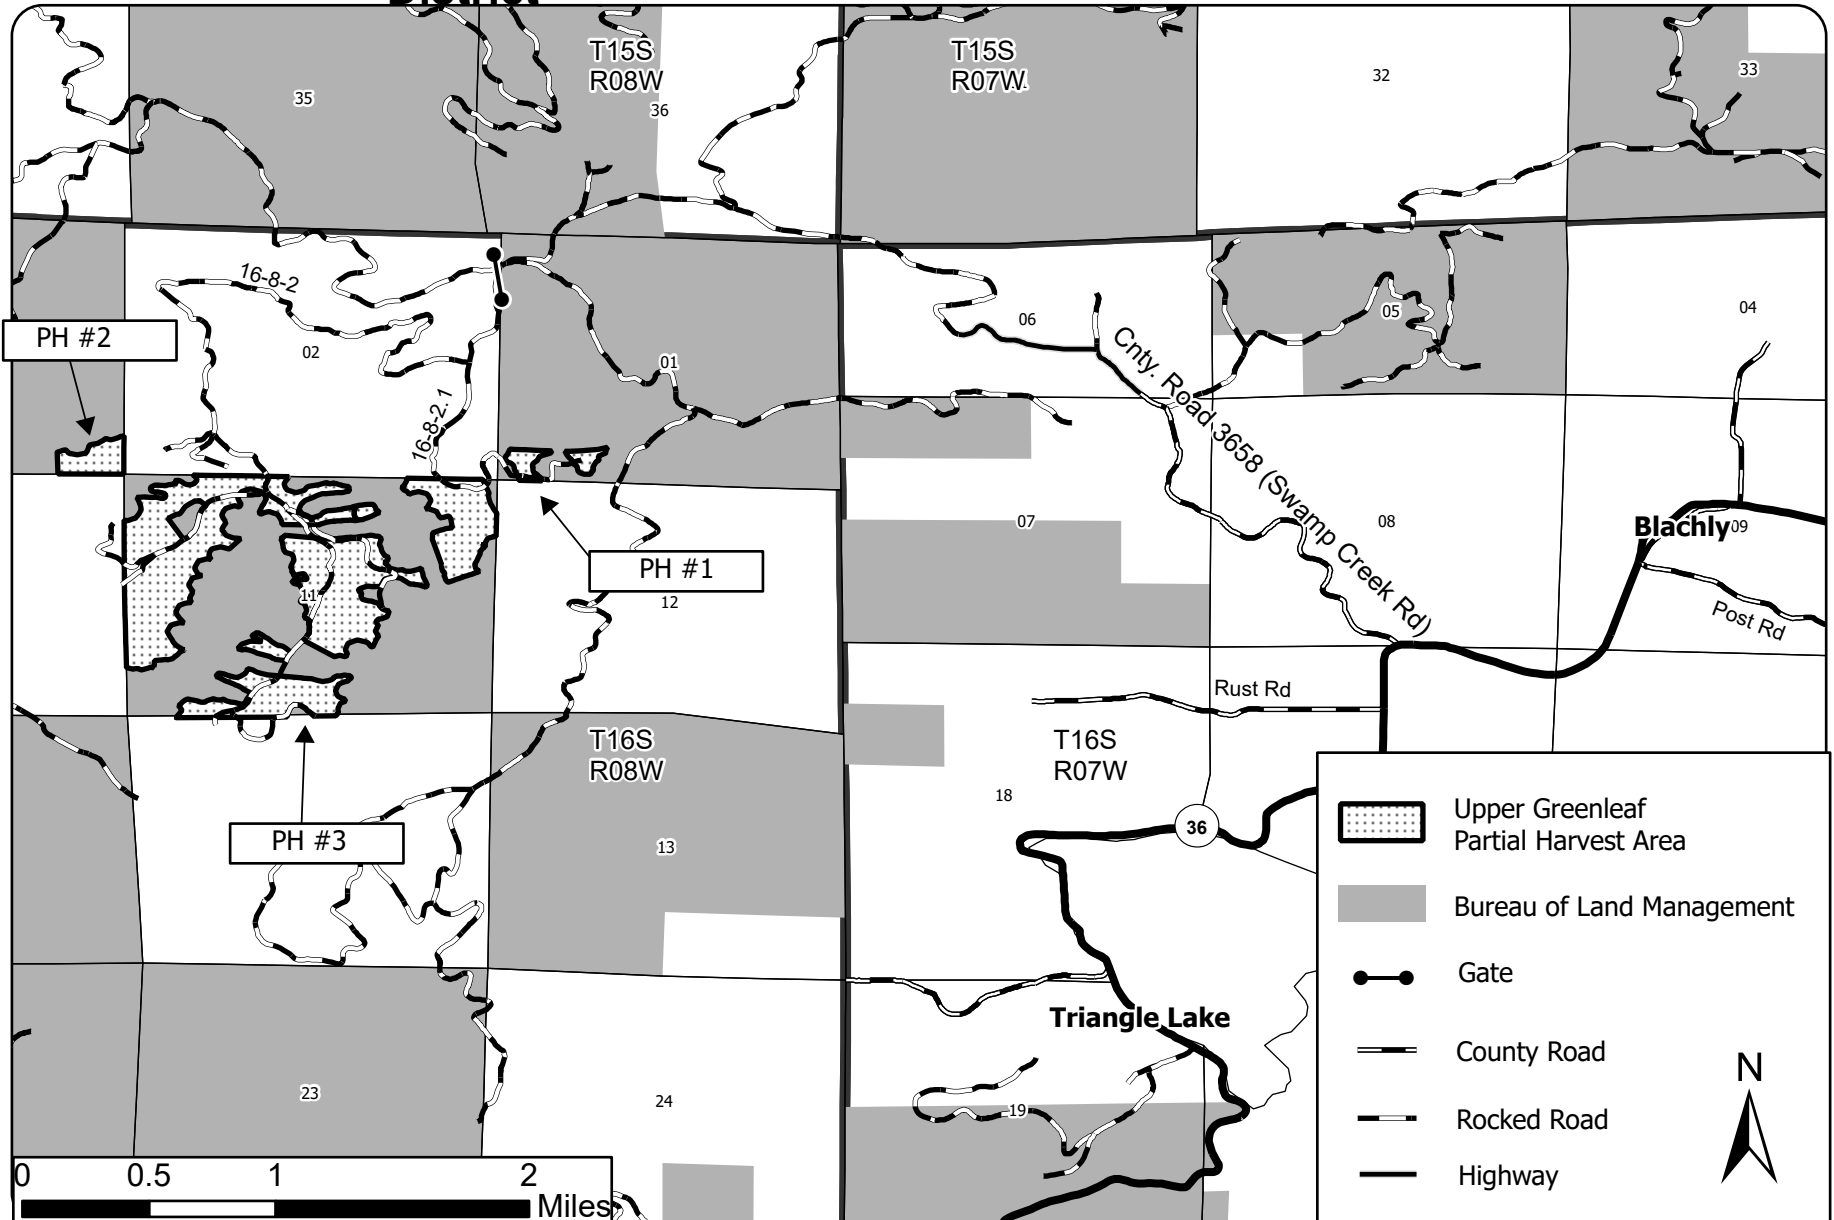 District
T15S
R08W
T15S
R07W
35
36
32
33
16-8-2
PH #2
02
01
06
05
04
Cnty. Road 3658 (Swamp Creek Rd)
16-8-2.1
07
08
Blachly
09
PH #1
11
12
Post Rd
Rust Rd
T16S
R08W
T16S
R07W
18
36
PH #3
13
Triangle Lake
23
24
19
Upper Greenleaf
Partial Harvest Area
Bureau of Land Management
Gate
County Road
Rocked Road
Highway
N
0 0.5 1 2
Miles